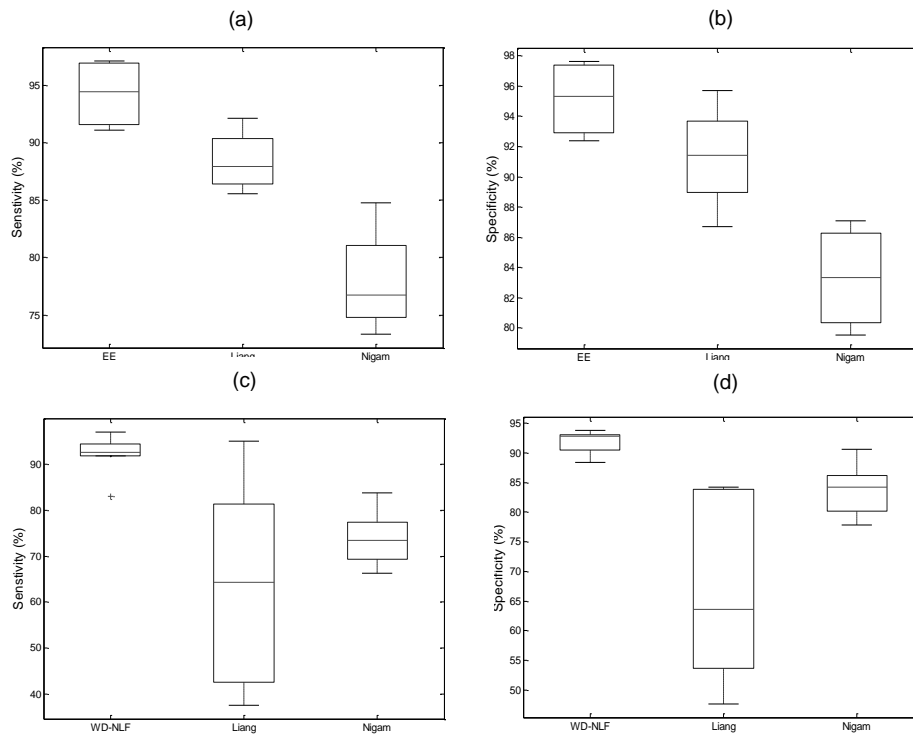 (a)
95
90
85
80
75
Senstivity (%)
EE
Liang
Nigam
(b)
98
96
94
92
90
88
86
84
82
80
Specificity (%)
EE
Liang
Nigam
(c)
90
80
70
60
50
40
Senstivity (%)
WD-NLF
Liang
Nigam
(d)
95
90
85
80
75
70
65
60
55
50
Specificity (%)
WD-NLF
Liang
Nigam